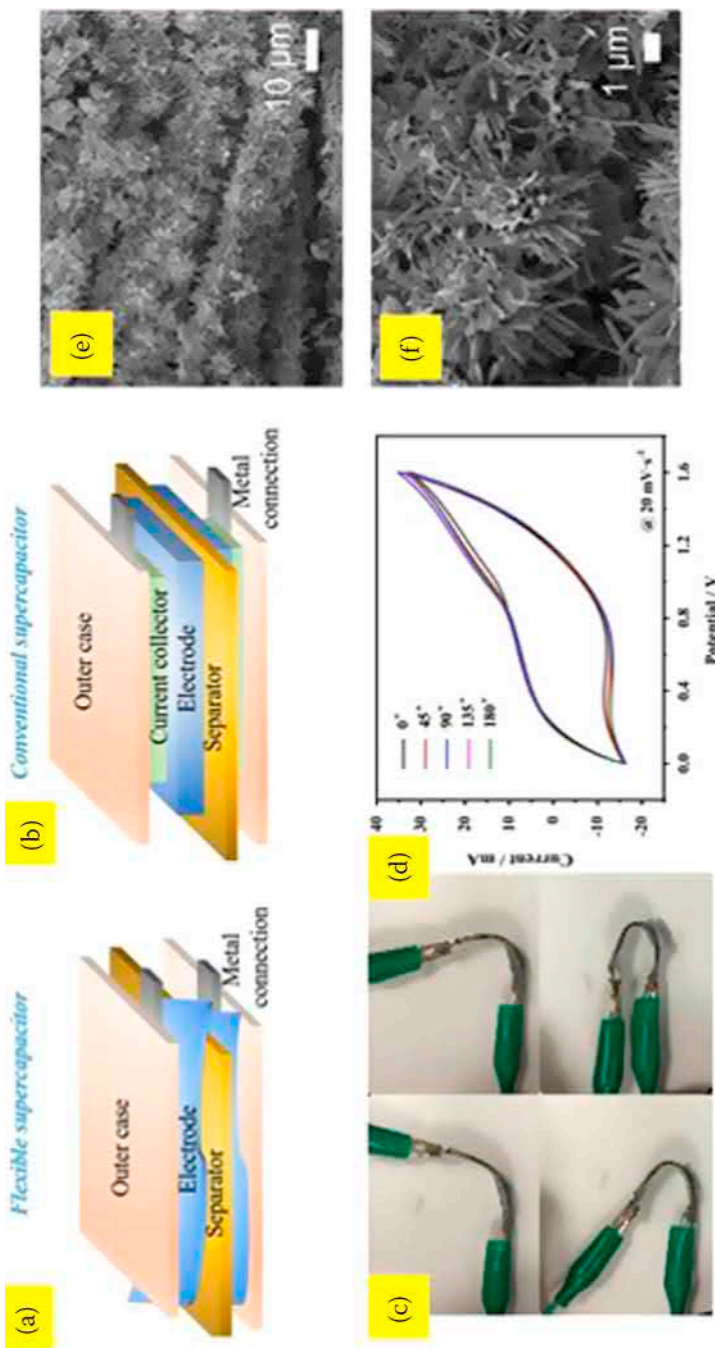 (a)
Flexible supercapacitor
Outer case
Electrode
Separator
Metal
connection
(b)
Conventional supercapacitor
Outer case
Current collector
Electrode
Separator
Metal
connection
(e)
10 μm
(c)
(d)
Current / mA
40
30
20
10
0
-10
-20
0°
45°
90°
135°
180°
@ 20 mV·s⁻¹
0.0
0.4
0.8
1.2
1.6
Potential / V
(f)
1 μm